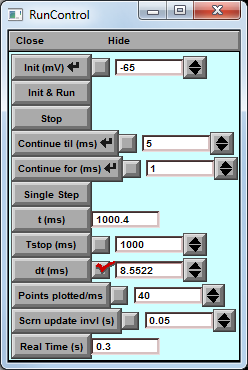 RunControl
Close Hide
Init (mV) -65
Init & Run
Stop
Continue til (ms) 5
Continue for (ms) 1
Single Step
t (ms) 1000.4
Tstop (ms) 1000
dt (ms) 8.5522
Points plotted/ms 40
Scrn update invl (s) 0.05
Real Time (s) 0.3